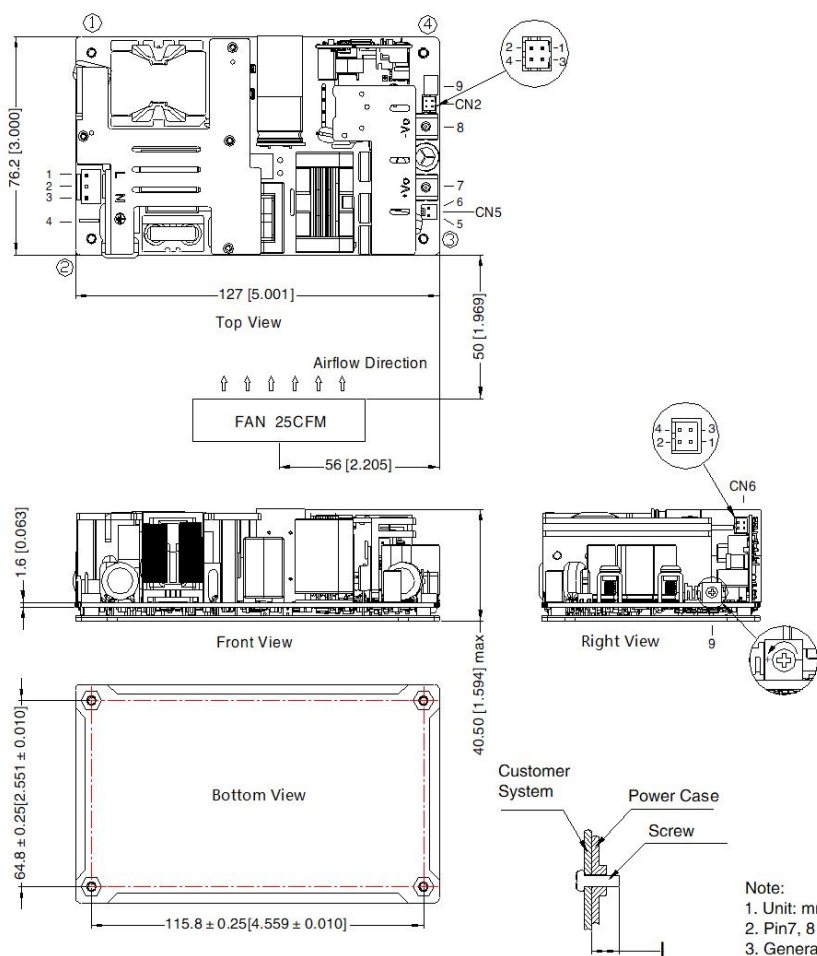 ① ④
2 1
4 3
9
CN2
8
Vo-
7
Vo+
6
CN5
5
1
2
3
4
L
N
③
②
76.2 [3.000]
127 [5.001]
Top View
50 [1.969]
Airflow Direction
FAN 25CFM
56 [2.205]
4 3
2 1
CN6
1.6 [0.063]
Front View
Right View
9
40.50 [1.594] max
64.8 ± 0.25[2.551 ± 0.010]
Bottom View
115.8 ± 0.25[4.559 ± 0.010]
Customer
System
Power Case
Screw
L
Note:
1. Unit: m
2. Pin7, 8
3. Genera